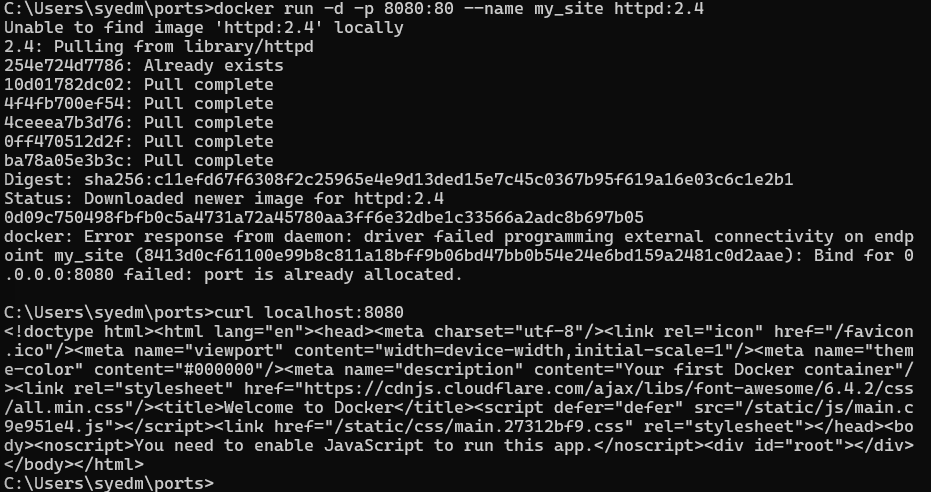 C:\Users\syedm\ports>docker run -d -p 8080:80 --name my_site httpd:2.4
Unable to find image 'httpd:2.4' locally
2.4: Pulling from library/httpd
254e724d7786: Already exists
10d01782dc02: Pull complete
4f4fb700ef54: Pull complete
4ceeea7b3d76: Pull complete
0ff470512d2f: Pull complete
ba78a05e3b3c: Pull complete
Digest: sha256:c11efd67f6308f2c25965e4e9d13ded15e7c45c0367b95f619a16e03c6c1e2b1
Status: Downloaded newer image for httpd:2.4
0d09c750498fbfb0c5a4731a72a45780aa3ff6e32dbe1c33566a2adc8b697b05
docker: Error response from daemon: driver failed programming external connectivity on endp
oint my_site (8413d0cf61100e99b8c811a18bff9b06bd47bb0b54e24e6bd159a2481c0d2aae): Bind for 0
.0.0.0:8080 failed: port is already allocated.
C:\Users\syedm\ports>curl localhost:8080
<!doctype html><html lang="en"><head><meta charset="utf-8"/><link rel="icon" href="/favicon
.ico"/><meta name="viewport" content="width=device-width,initial-scale=1"/><meta name="them
e-color" content="#000000"/><meta name="description" content="Your first Docker container"/
><link rel="stylesheet" href="https://cdnjs.cloudflare.com/ajax/libs/font-awesome/6.4.2/css
/all.min.css"/><title>Welcome to Docker</title><script defer="defer" src="/static/js/main.c
9e951e4.js"></script><link href="/static/css/main.27312bf9.css" rel="stylesheet"></head><bo
dy><noscript>You need to enable JavaScript to run this app.</noscript><div id="root"></div>
</body></html>
C:\Users\syedm\ports>